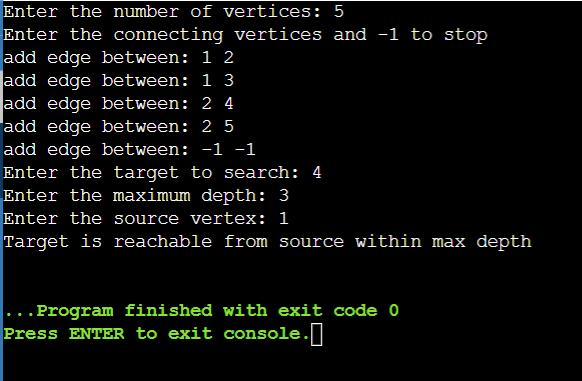 Enter the number of vertices: 5
Enter the connecting vertices and -1 to stop
add edge between: 1 2
add edge between: 1 3
add edge between: 2 4
add edge between: 2 5
add edge between: -1 -1
Enter the target to search: 4
Enter the maximum depth: 3
Enter the source vertex: 1
Target is reachable from source within max depth
...Program finished with exit code 0
Press ENTER to exit console.